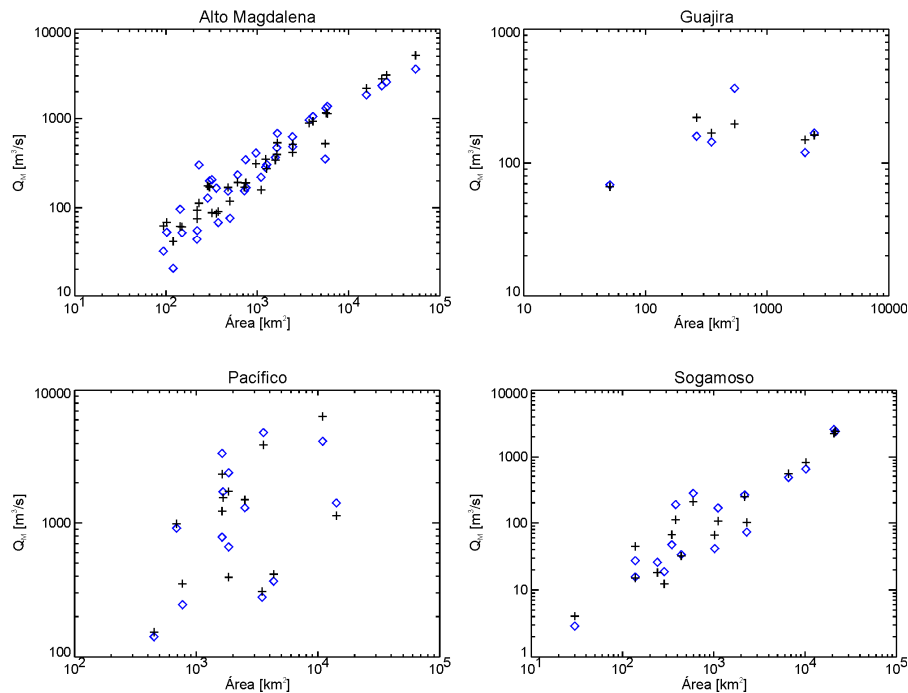 Alto Magdalena
10000
1000
100
10
Q_M [m³/s]
10¹ 10² 10³ 10⁴ 10⁵
Área [km²]
Guajira
1000
100
10
Q_M [m³/s]
10 100 1000 10000
Área [km²]
Pacífico
10000
1000
100
Q_M [m³/s]
10² 10³ 10⁴ 10⁵
Área [km²]
Sogamoso
10000
1000
100
10
1
Q_M [m³/s]
10¹ 10² 10³ 10⁴ 10⁵
Área [km²]